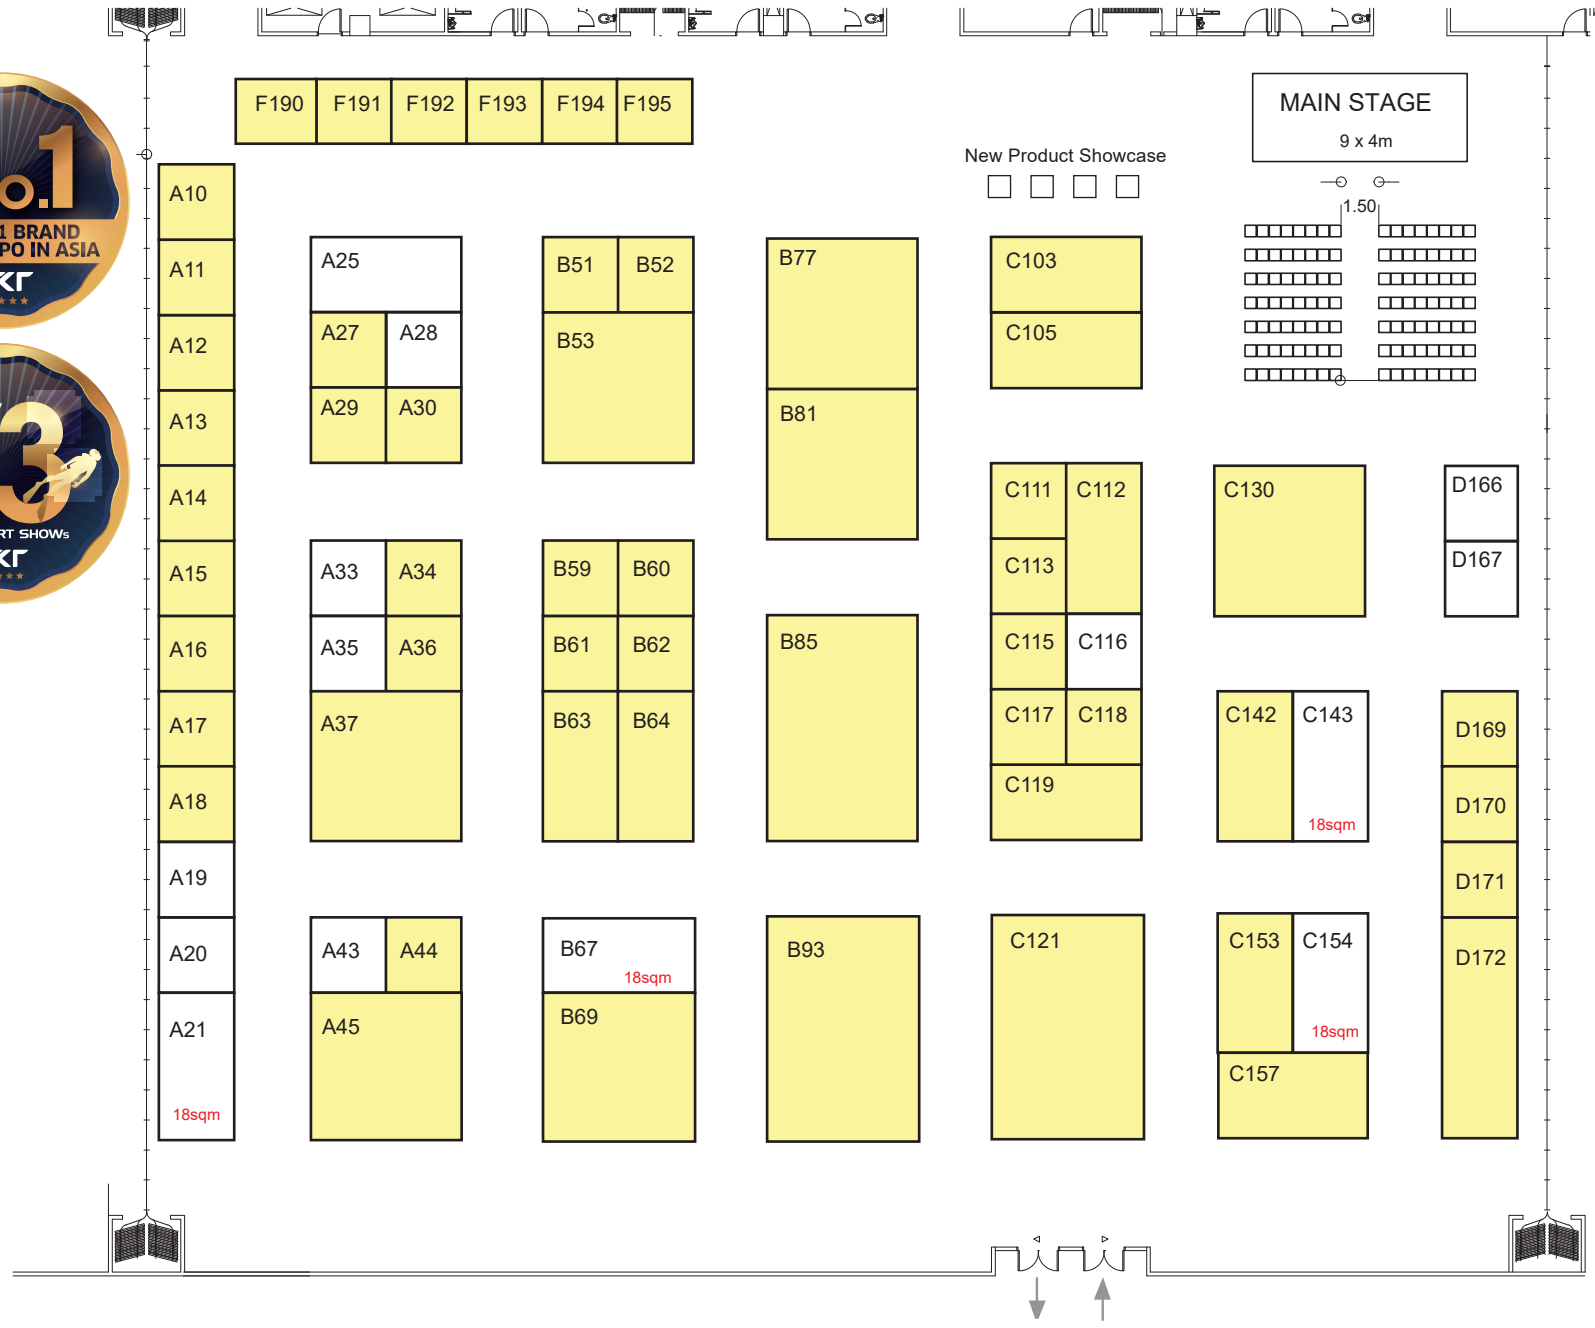 F190 F191 F192 F193 F194 F195
MAIN STAGE
9 x 4m
New Product Showcase
1.50
o.1
1 BRAND
PO IN ASIA
3
RT SHOWs
A10
A11
A12
A13
A14
A15
A16
A17
A18
A19
A20
A21
18sqm
A25
A27 A28
A29 A30
A33 A34
A35 A36
A37
A43 A44
A45
B51 B52
B53
B59 B60
B61 B62
B63 B64
B67
18sqm
B69
B77
B81
B85
B93
C103
C105
C111 C112
C113
C115 C116
C117 C118
C119
C121
C130
C142 C143
18sqm
C153 C154
18sqm
C157
D166
D167
D169
D170
D171
D172